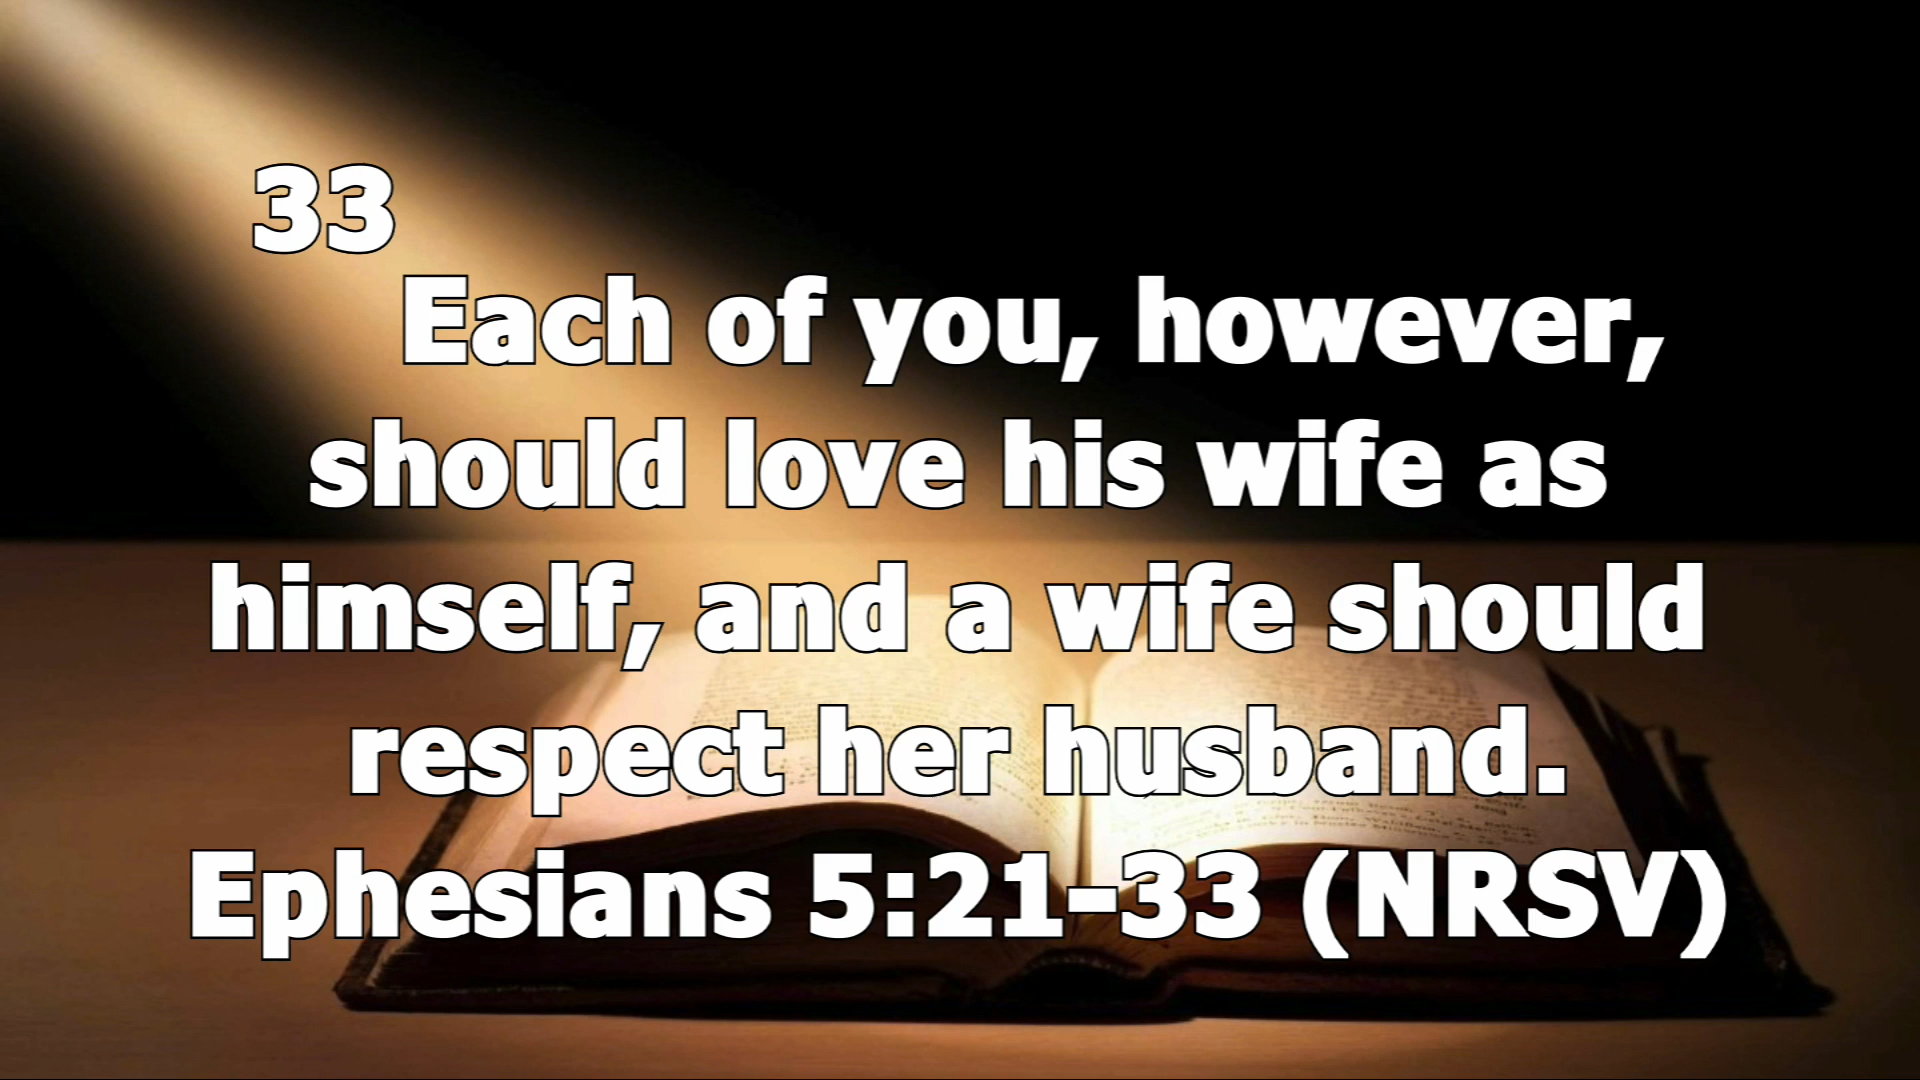 33
Each of you, however,
should love his wife as
himself, and a wife should
respect her husband.
Ephesians 5:21-33 (NRSV)